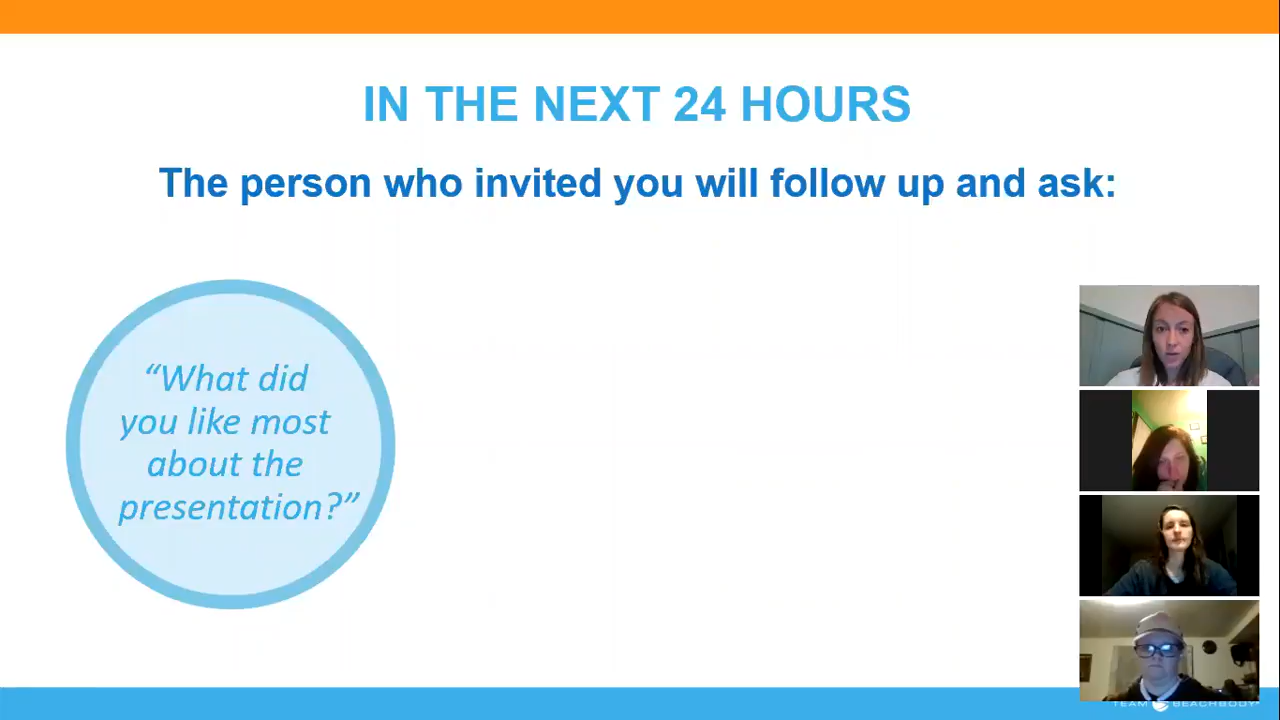 IN THE NEXT 24 HOURS
The person who invited you will follow up and ask:
“What did
you like most
about the
presentation?”
TEAM BEACHBODY